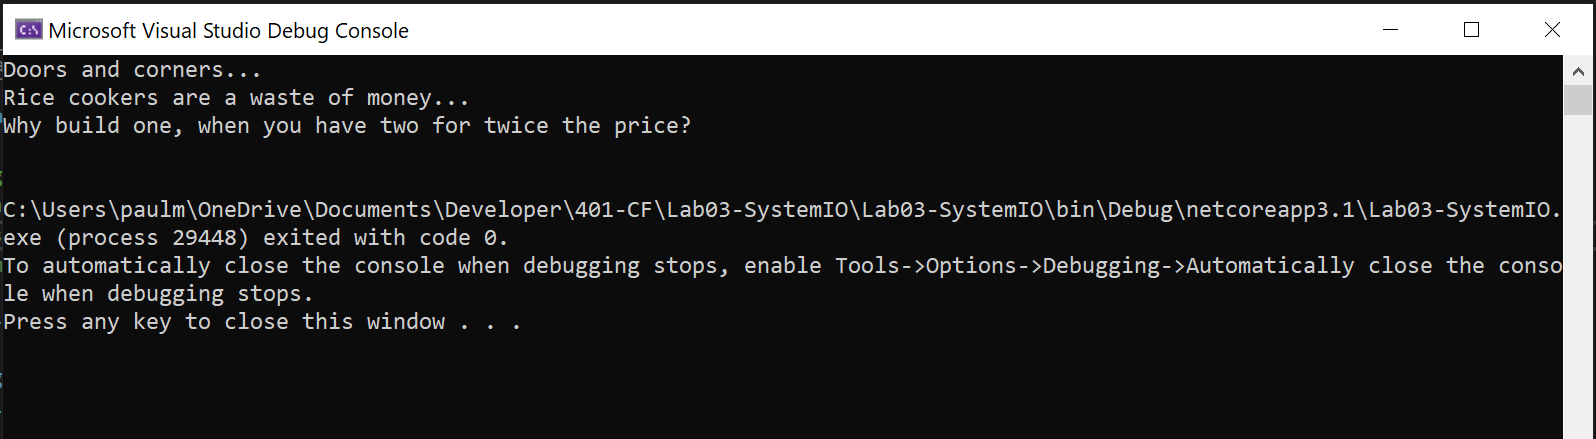 Microsoft Visual Studio Debug Console
Doors and corners...
Rice cookers are a waste of money...
Why build one, when you have two for twice the price?
C:\Users\paulm\OneDrive\Documents\Developer\401-CF\Lab03-SystemIO\Lab03-SystemIO\bin\Debug\netcoreapp3.1\Lab03-SystemIO.
exe (process 29448) exited with code 0.
To automatically close the console when debugging stops, enable Tools->Options->Debugging->Automatically close the conso
le when debugging stops.
Press any key to close this window . . .